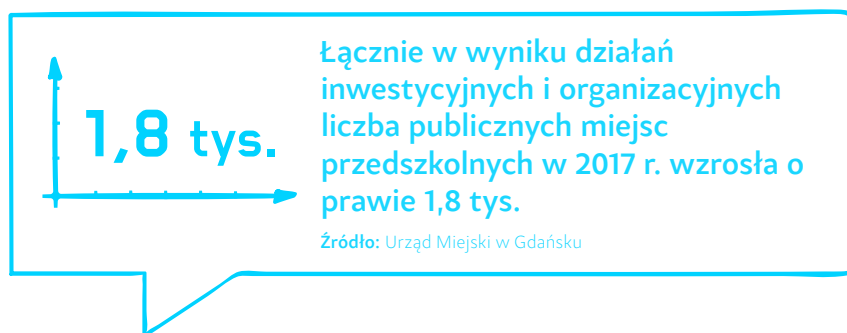 1,8 tys.
Łącznie w wyniku działań
inwestycyjnych i organizacyjnych
liczba publicznych miejsc
przedszkolnych w 2017 r. wzrosła o
prawie 1,8 tys.
Źródło: Urząd Miejski w Gdańsku